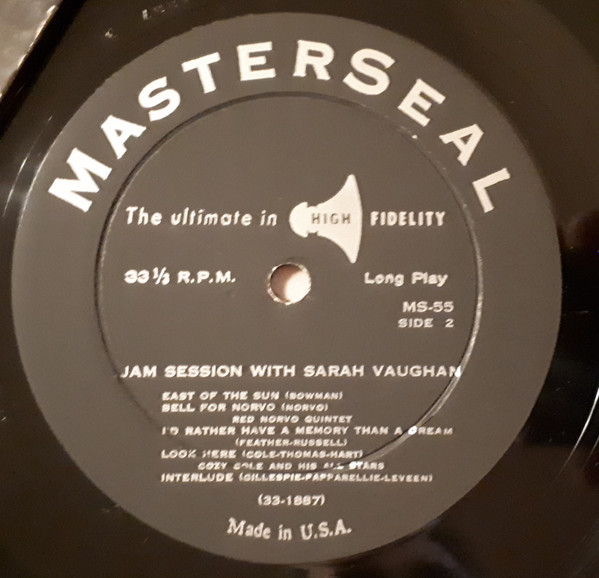 MASTERSEAL
The ultimate in HIGH FIDELITY
33 1/3 R.P.M. Long Play
MS-55
SIDE 2
JAM SESSION WITH SARAH VAUGHAN
EAST OF THE SUN (BOWMAN)
BELL FOR NORVO (NORVO)
RED NORVO QUINTET
I'D RATHER HAVE A MEMORY THAN A DREAM
(FEATHER-RUSSELL)
LOOK HERE (COLE-THOMAS-HART)
COZY COLE AND HIS ALL STARS
INTERLUDE (GILLESPIE-PAPPARELLIE-LEVEEN)
(33-1887)
Made in U.S.A.